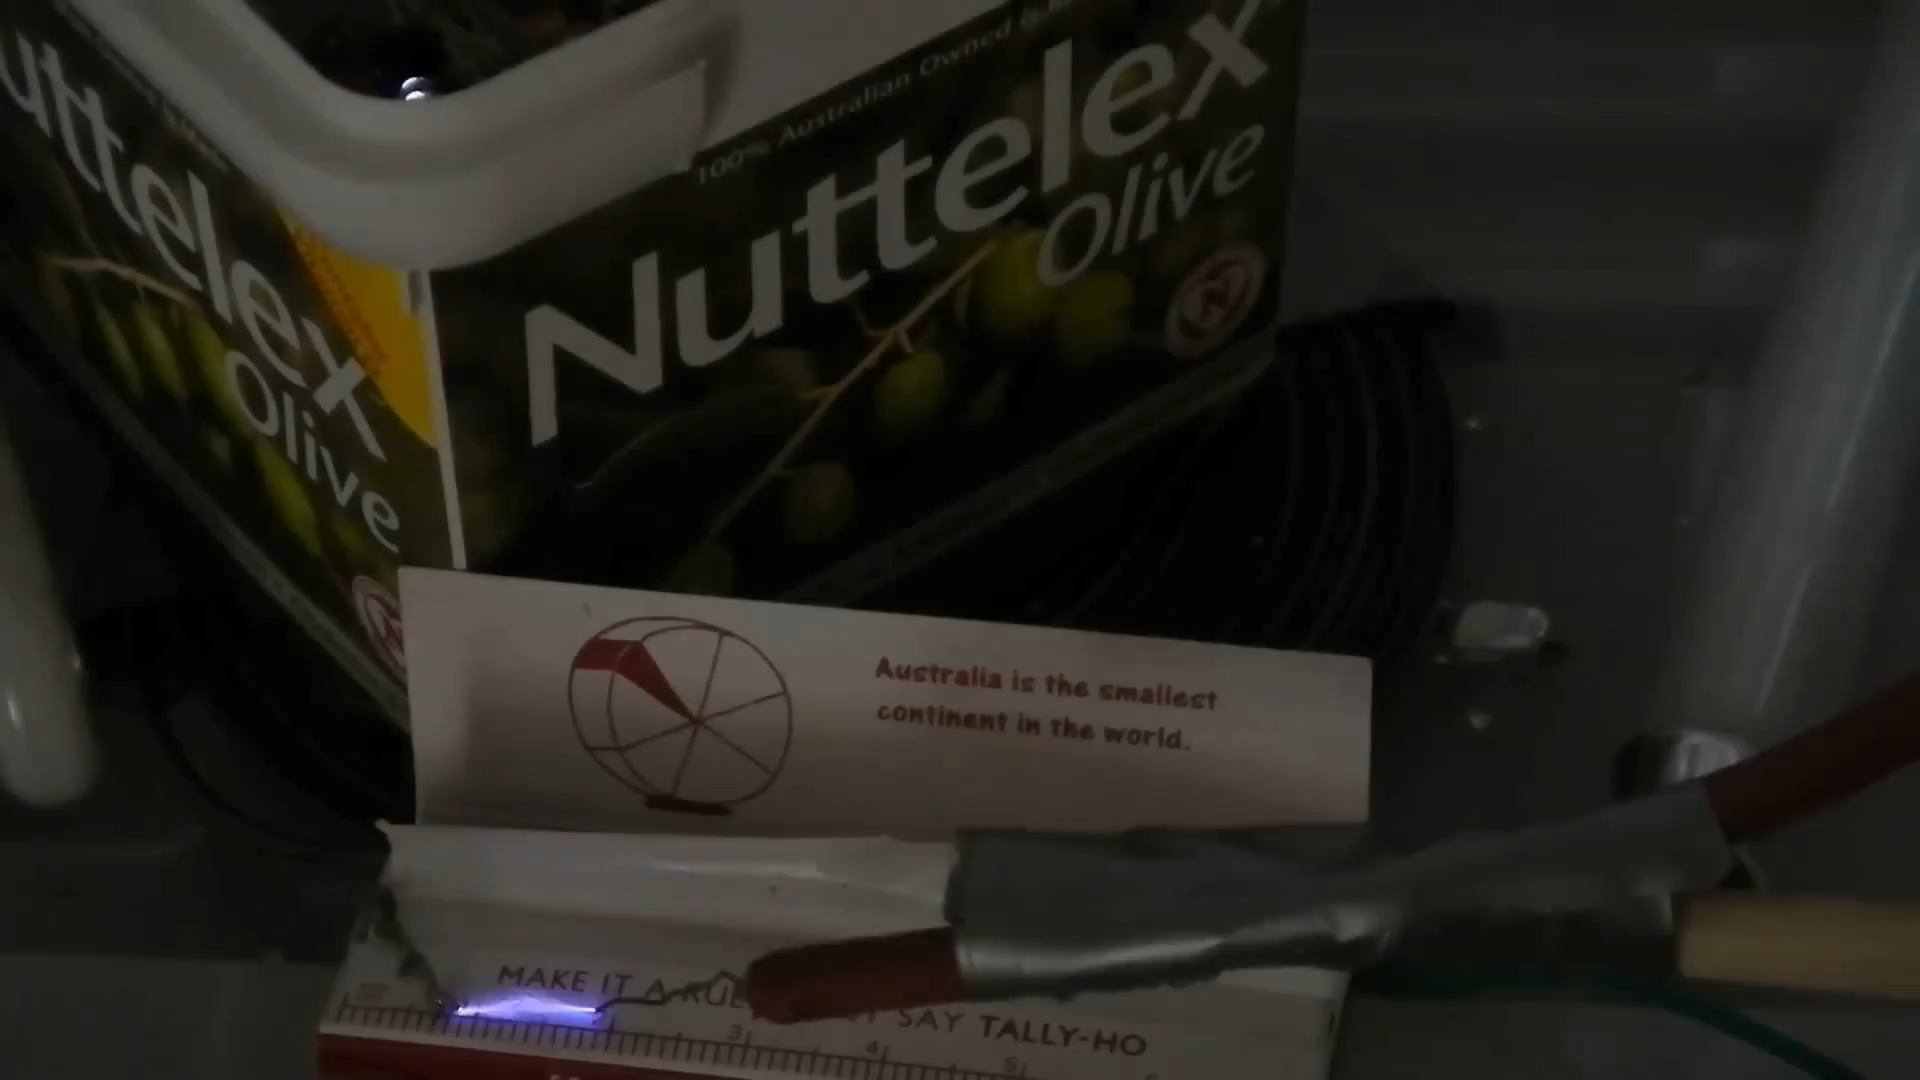 100% Australian Owned
Nuttelex
Olive
Nuttelex
Olive
Australia is the smallest
continent in the world.
MAKE IT A SAY TALLY-HO
2 3 4 5